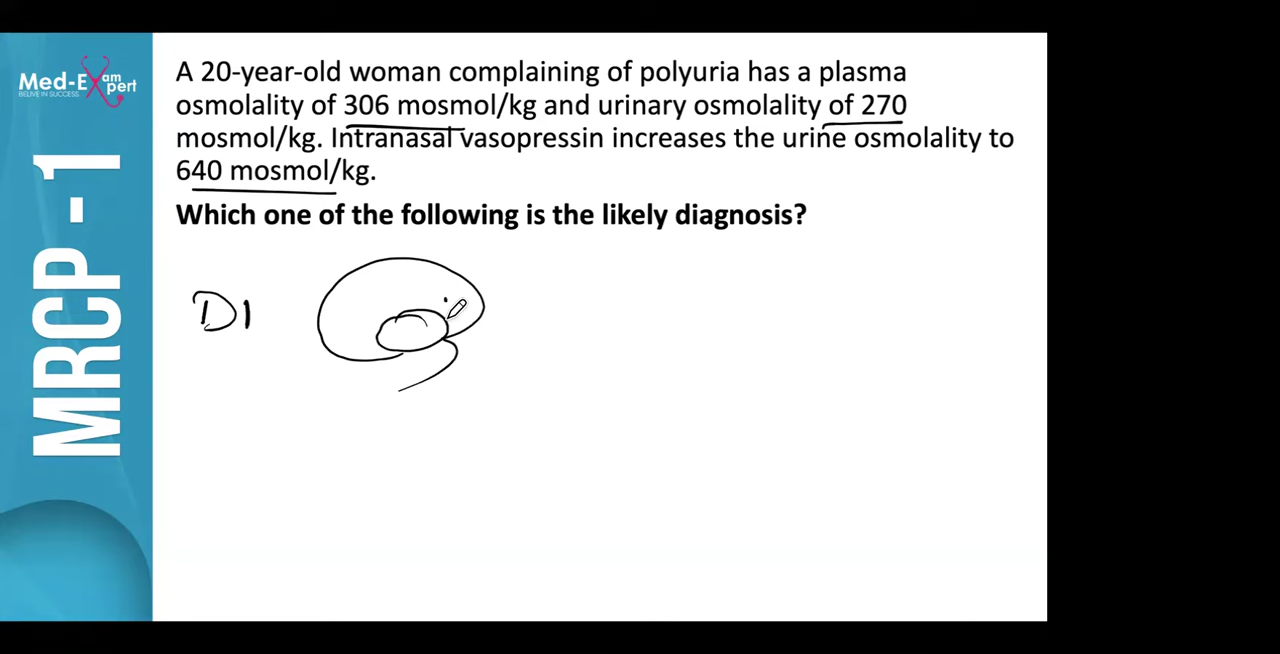 Med-Exam
pert
BELIVE IN SUCCESS
MRCP - 1
A 20-year-old woman complaining of polyuria has a plasma
osmolality of 306 mosmol/kg and urinary osmolality of 270
mosmol/kg. Intranasal vasopressin increases the urine osmolality to
640 mosmol/kg.
Which one of the following is the likely diagnosis?
DI